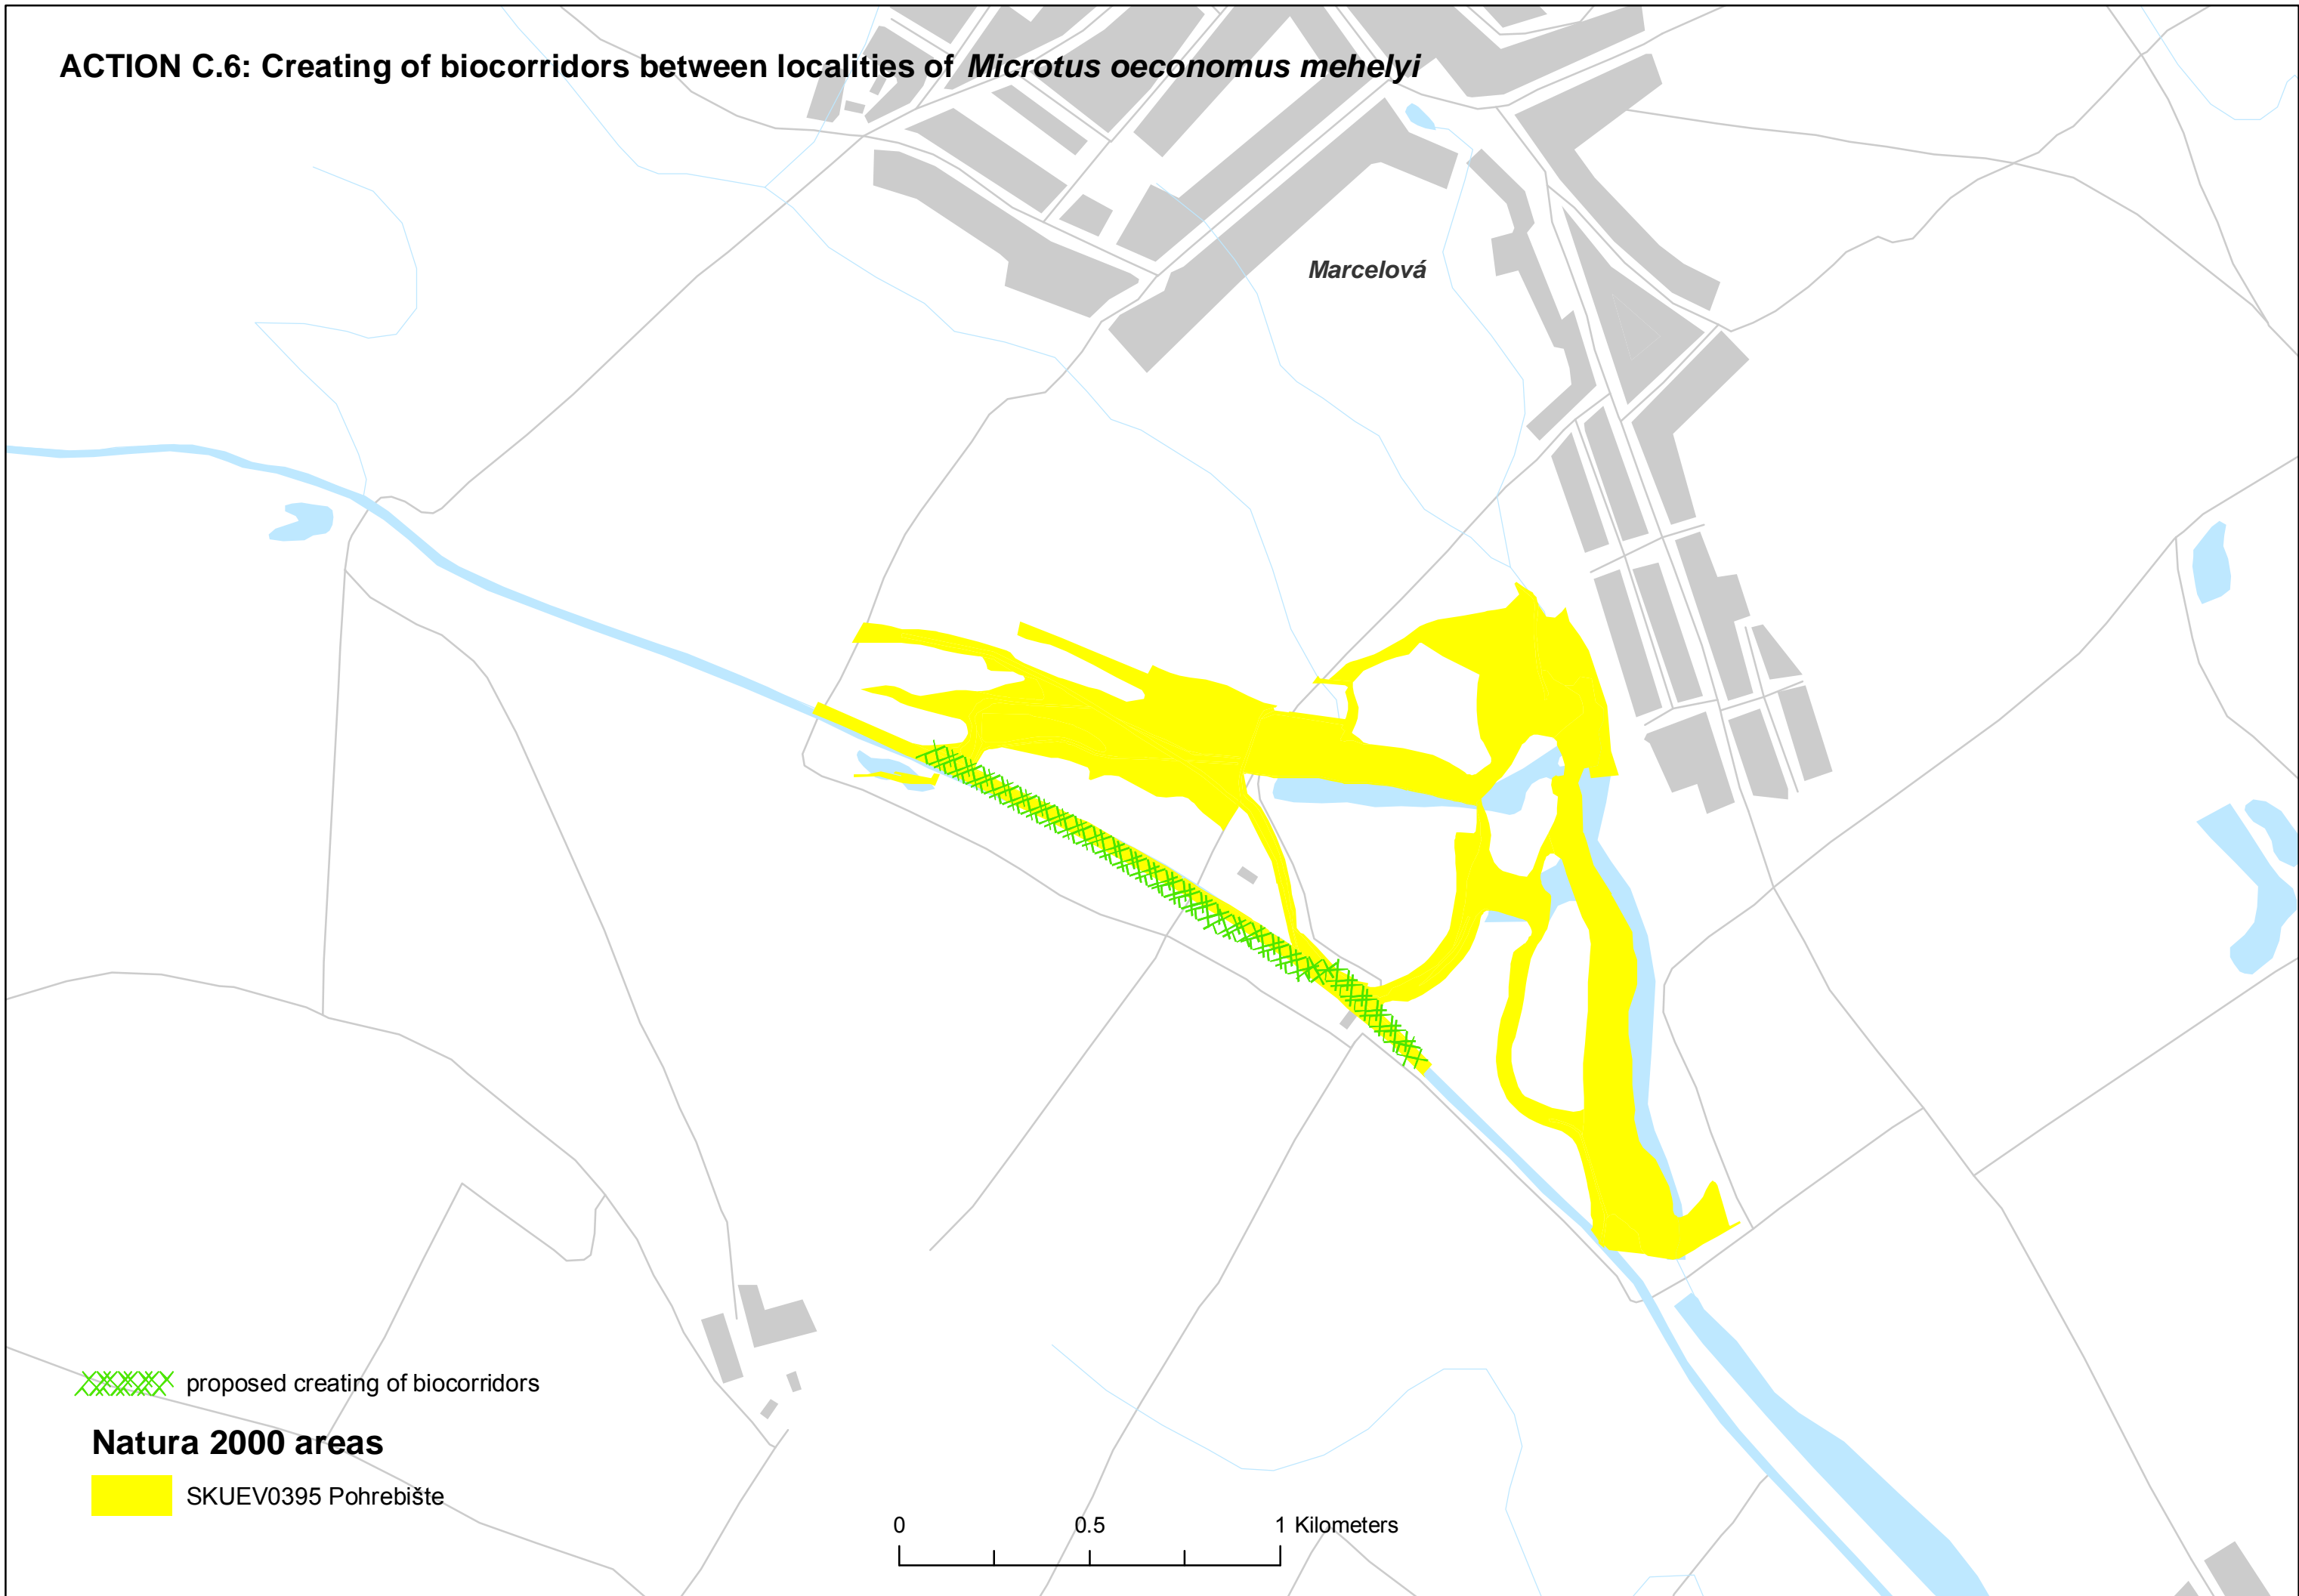 ACTION C.6: Creating of biocorridors between localities of Microtus oeconomus mehelyi
Marcelová
proposed creating of biocorridors
Natura 2000 areas
SKUEV0395 Pohrebište
0 0.5 1 Kilometers